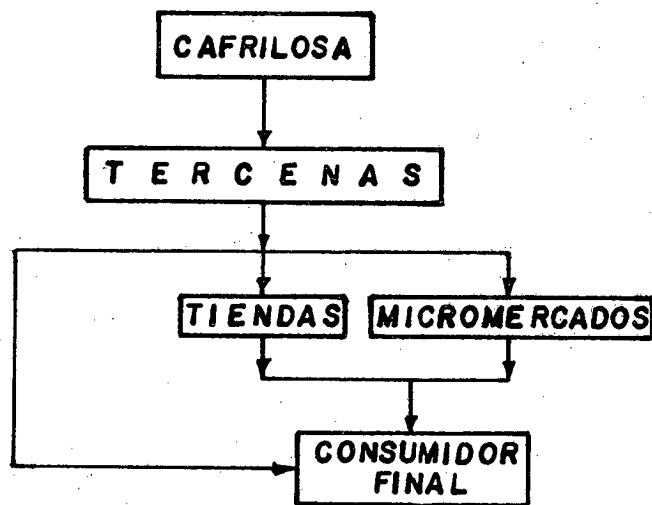 CAFRILOSA
TERCENAS
TIENDAS
MICROMERCADOS
CONSUMIDOR
FINAL